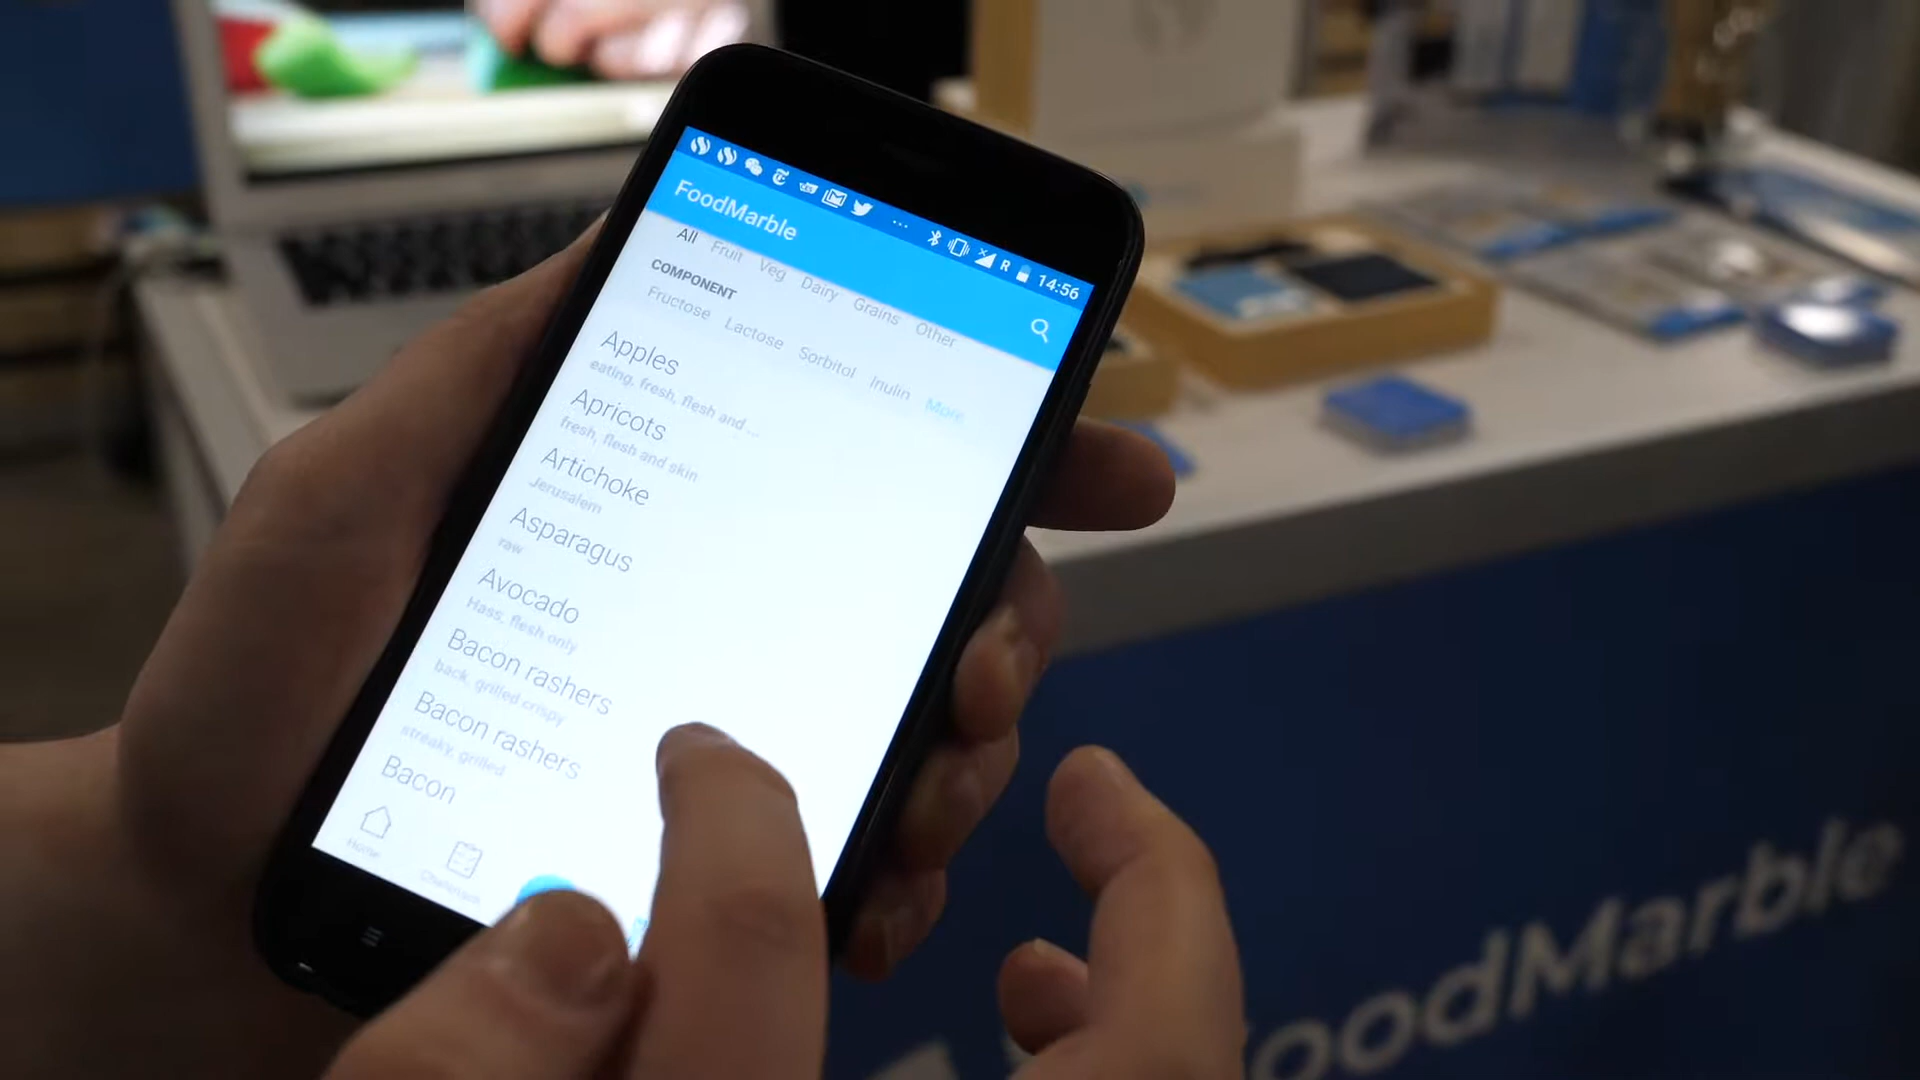 14:56
FoodMarble
All Fruit Veg Dairy Grains Other
COMPONENT
Fructose Lactose Sorbitol Inulin More
Apples
eating, fresh, flesh and ...
Apricots
fresh, flesh and skin
Artichoke
Jerusalem
Asparagus
raw
Avocado
Hass, flesh only
Bacon rashers
back, grilled crispy
Bacon rashers
streaky, grilled
Bacon
Home
oodMarble